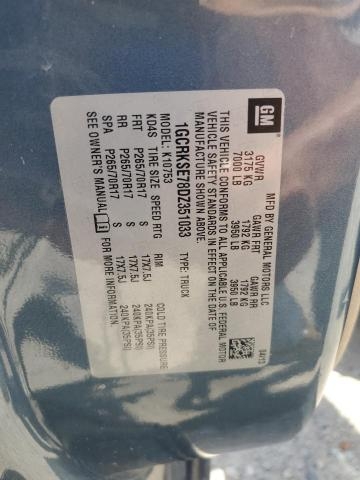 GM
MFD BY GENERAL MOTORS LLC
GVWR GAWR FRT GAWR RR
3175 KG 1792 KG 1792 KG
7000 LB 3950 LB 3950 LB
THIS VEHICLE CONFORMS TO ALL APPLICABLE U.S. FEDERAL MOTOR
VEHICLE SAFETY STANDARDS IN EFFECT ON THE DATE OF
MANUFACTURE SHOWN ABOVE.
04/13
1GCRKSE78DZ351033 TYPE: TRUCK
MODEL: K10753
KD4S TIRE SIZE SPEED RTG RIM COLD TIRE PRESSURE
FRT P265/70R17 S 17X7.5J 240KPA(35PSI)
RR P265/70R17 S 17X7.5J 240KPA(35PSI)
SPA P265/70R17 S 17X7.5J 240KPA(35PSI)
SEE OWNER'S MANUAL FOR MORE INFORMATION.